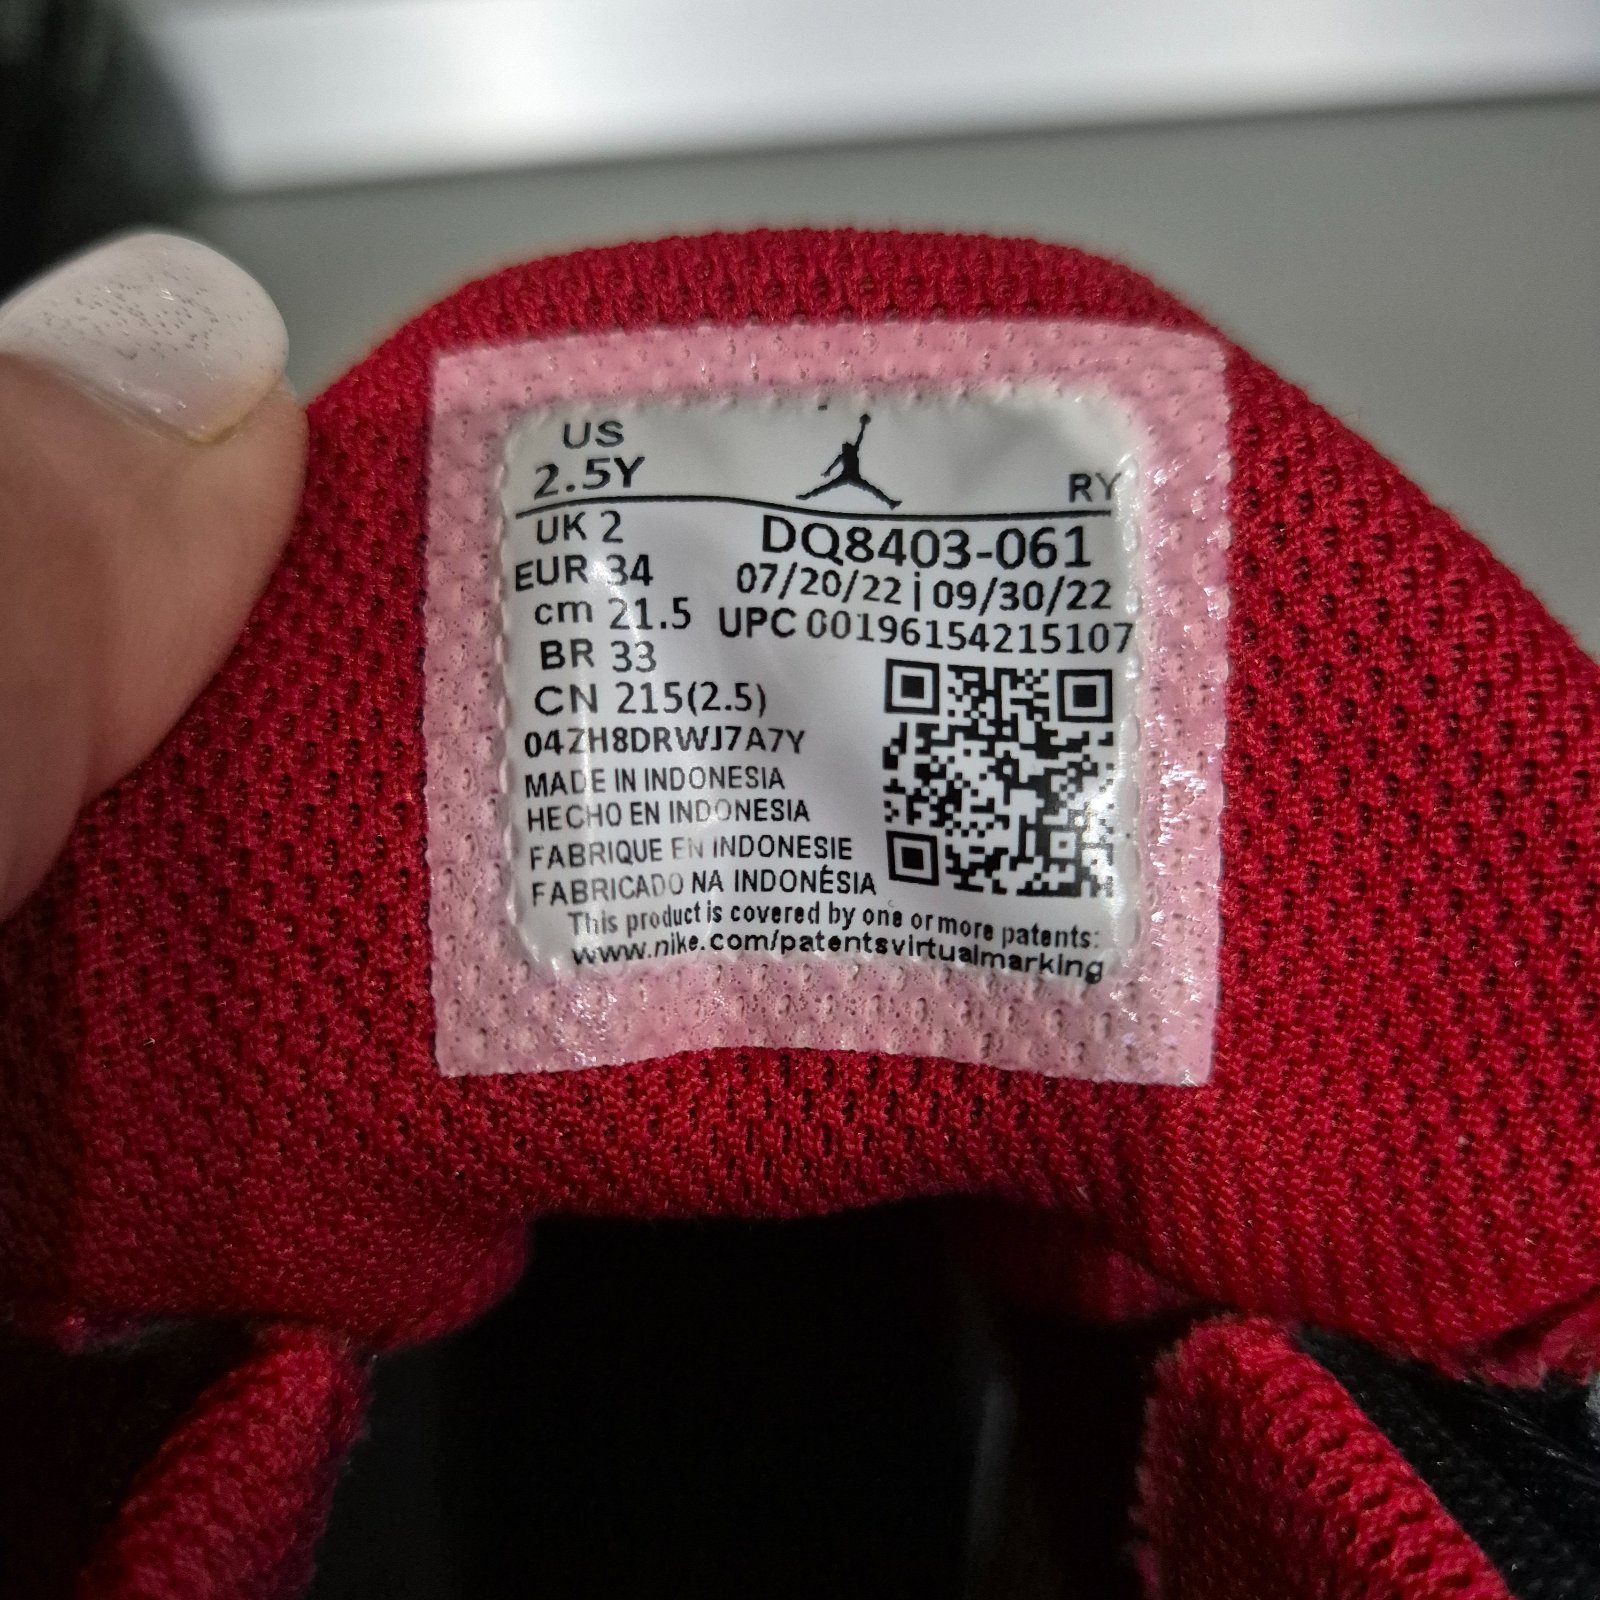 US
2.5Y
RY
UK 2
EUR 34
cm 21.5
BR 33
CN 215(2.5)
DQ8403-061
07/20/22 | 09/30/22
UPC 00196154215107
04ZH8DRWJ7A7Y
MADE IN INDONESIA
HECHO EN INDONESIA
FABRIQUE EN INDONESIE
FABRICADO NA INDONÉSIA
This product is covered by one or more patents:
www.nike.com/patentsvirtualmarking